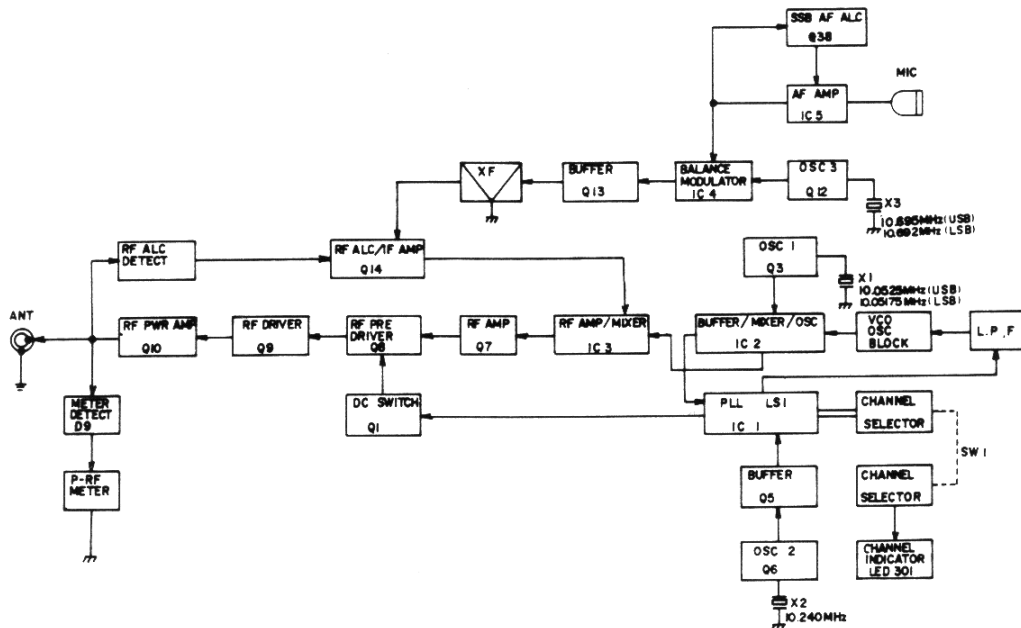 SSB AF ALC
Q38
MIC
AF AMP
IC 5
XF
BUFFER
Q13
BALANCE
MODULATOR
IC 4
OSC 3
Q12
X3
10.695MHz (USB)
10.692MHz (LSB)
RF ALC
DETECT
RF ALC/IF AMP
Q14
OSC 1
Q3
X1
10.0525MHz (USB)
10.05175MHz (LSB)
ANT
RF PWR AMP
Q10
RF DRIVER
Q9
RF PRE
DRIVER
Q8
RF AMP
Q7
RF AMP/MIXER
IC 3
BUFFER/MIXER/OSC
IC 2
VCO
OSC
BLOCK
L.P.F
METER
DETECT
D9
DC SWITCH
Q1
PLL LSI
IC 1
CHANNEL
SELECTOR
SW 1
P-RF
METER
BUFFER
Q5
CHANNEL
SELECTOR
OSC 2
Q6
CHANNEL
INDICATOR
LED 301
X2
10.240MHz